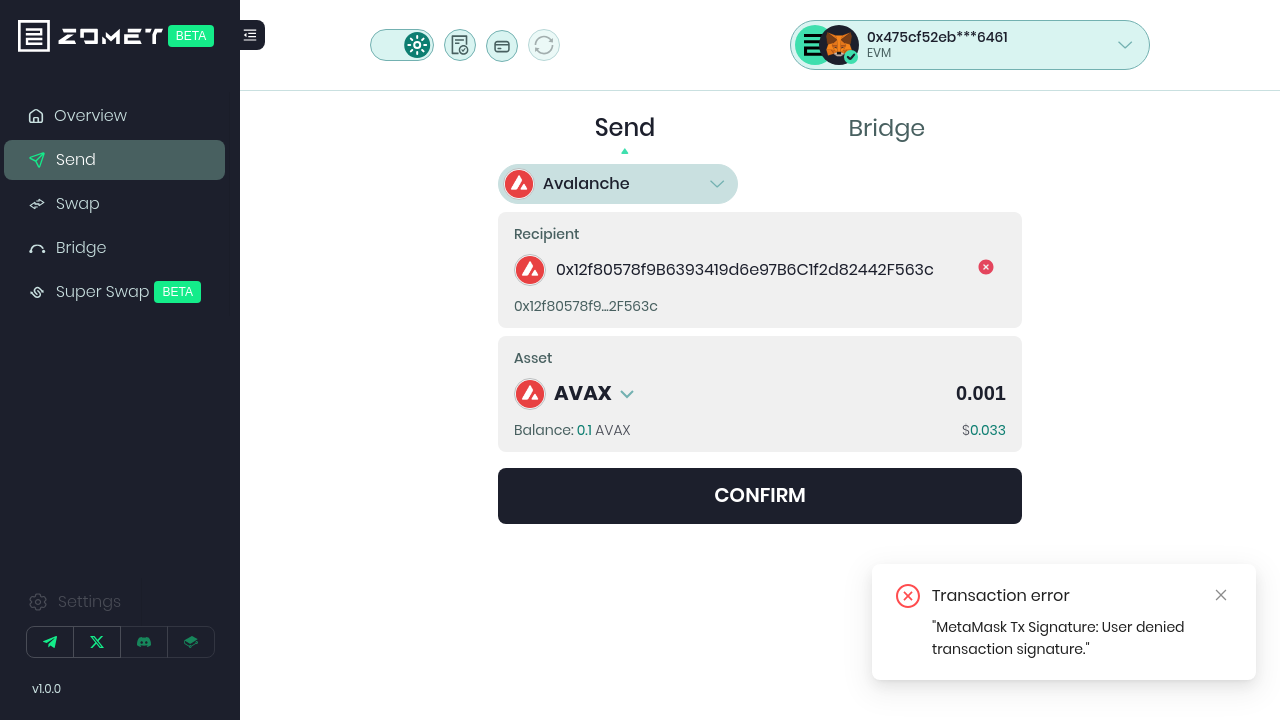 ZOMET BETA
0x475cf52eb***6461
EVM
Overview
Send
Swap
Bridge
Super Swap BETA
Settings
v1.0.0
Send
Bridge
Avalanche
Recipient
0x12f80578f9B6393419d6e97B6C1f2d82442F563c
0x12f80578f9...2F563c
Asset
AVAX
0.001
Balance: 0.1 AVAX
$0.033
CONFIRM
Transaction error
"MetaMask Tx Signature: User denied
transaction signature."